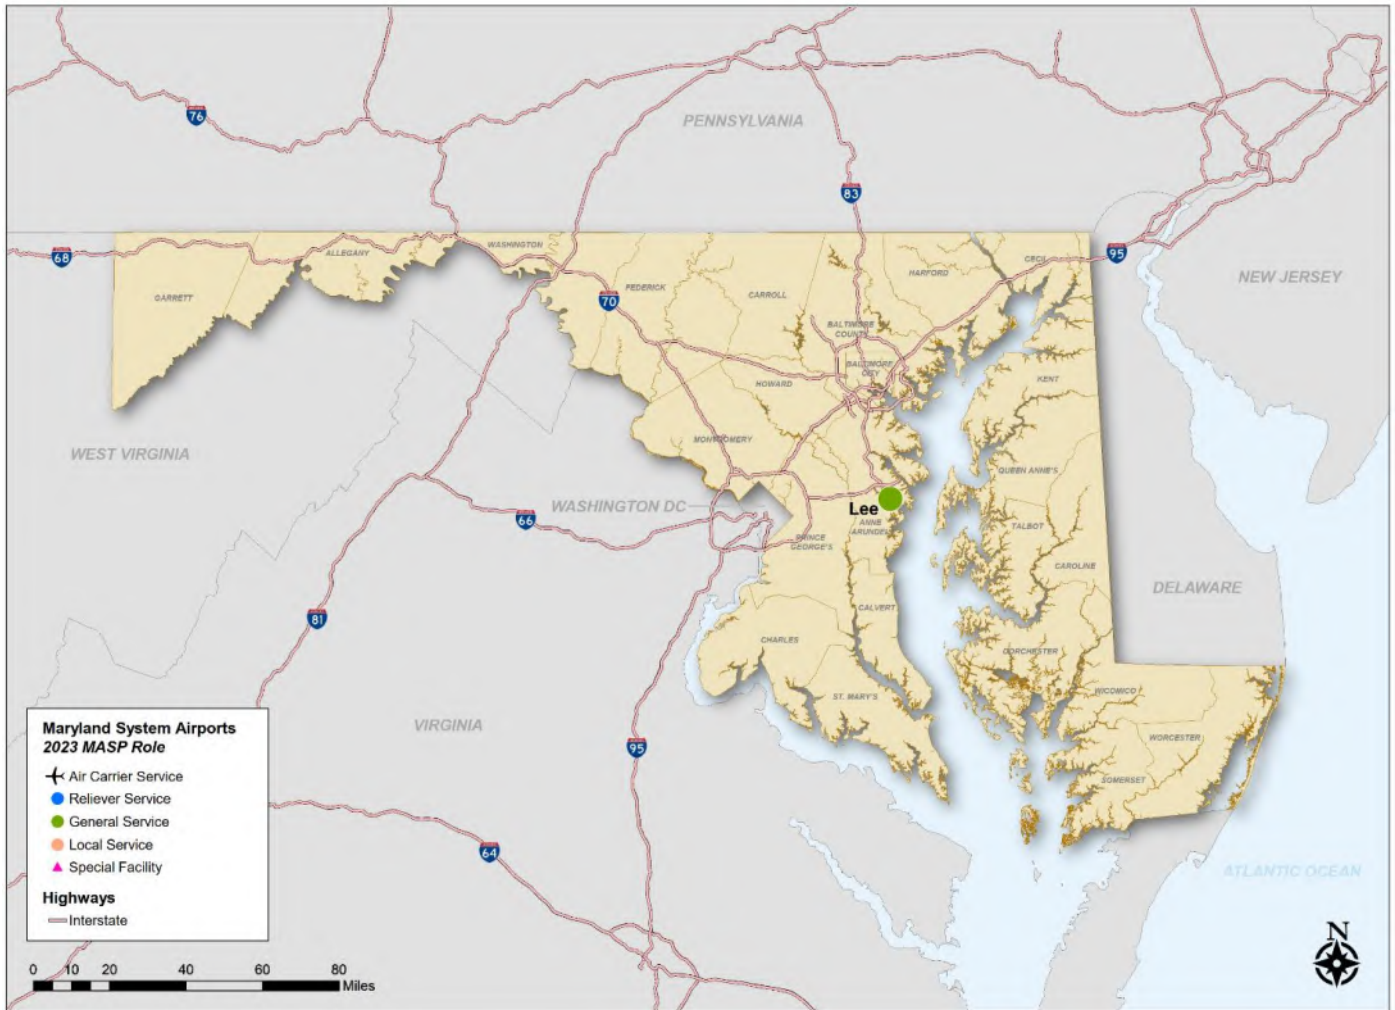 76
PENNSYLVANIA
83
68
ALLEGANY
WASHINGTON
95
GARRETT
70
FEDERICK
CARROLL
HARFORD
CECIL
NEW JERSEY
BALTIMORE
COUNTY
BALTIMORE
CITY
HOWARD
KENT
WEST VIRGINIA
MONTGOMERY
QUEEN ANNE'S
WASHINGTON DC
Lee
66
ANNE
ARUNDEL
TALBOT
PRINCE
GEORGE'S
CAROLINE
DELAWARE
81
CALVERT
CHARLES
DORCHESTER
ST. MARY'S
WICOMICO
VIRGINIA
95
WORCESTER
SOMERSET
64
ATLANTIC OCEAN
Maryland System Airports
2023 MASP Role
Air Carrier Service
Reliever Service
General Service
Local Service
Special Facility
Highways
Interstate
0 10 20 40 60 80
Miles
N